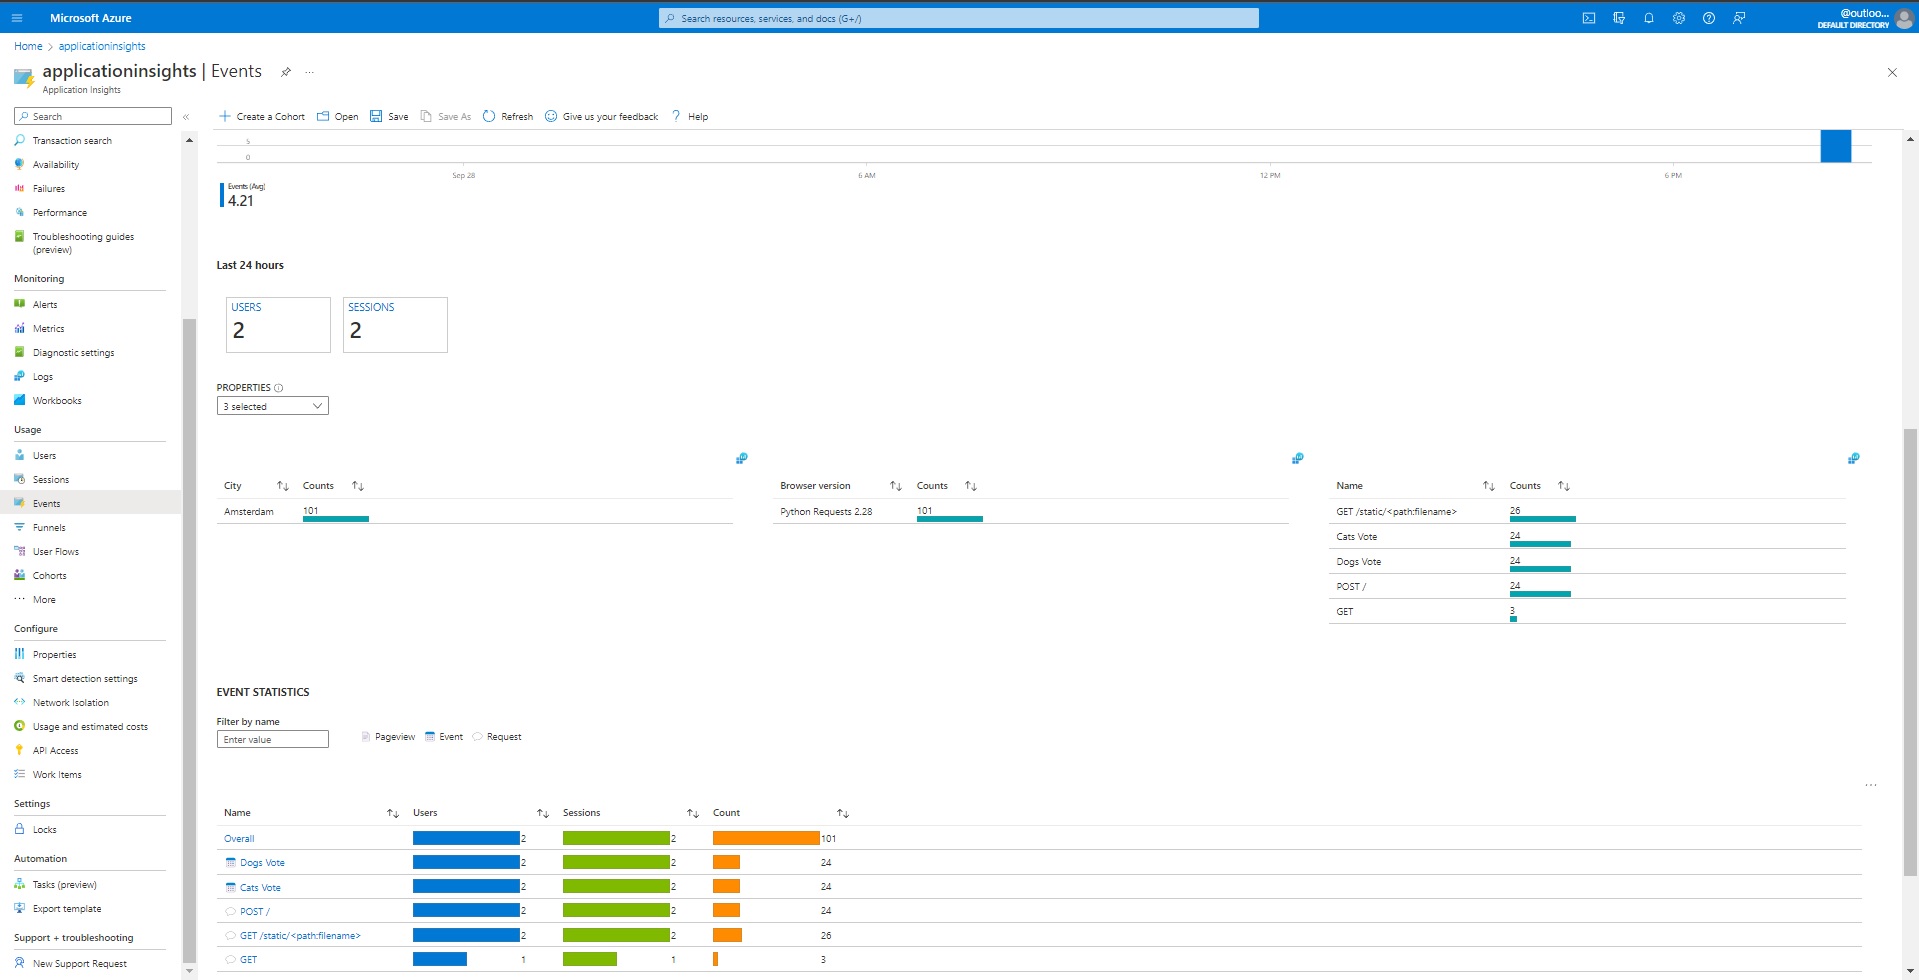 Microsoft Azure
Search resources, services, and docs (G+/)
@outloo...
DEFAULT DIRECTORY
Home > applicationinsights
applicationinsights | Events
Application Insights
Search
Transaction search
Availability
Failures
Performance
Troubleshooting guides
(preview)
Monitoring
Alerts
Metrics
Diagnostic settings
Logs
Workbooks
Usage
Users
Sessions
Events
Funnels
User Flows
Cohorts
More
Configure
Properties
Smart detection settings
Network Isolation
Usage and estimated costs
API Access
Work Items
Settings
Locks
Automation
Tasks (preview)
Export template
Support + troubleshooting
New Support Request
Create a Cohort Open Save Save As Refresh Give us your feedback Help
5
0
Sep 28 6 AM 12 PM 6 PM
Events (Avg)
4.21
Last 24 hours
USERS
2
SESSIONS
2
PROPERTIES
3 selected
City Counts
Amsterdam 101
Browser version Counts
Python Requests 2.28 101
Name Counts
GET /static/<path:filename> 26
Cats Vote 24
Dogs Vote 24
POST / 24
GET 3
EVENT STATISTICS
Filter by name
Enter value
Pageview Event Request
Name Users Sessions Count
Overall 2 2 101
Dogs Vote 2 2 24
Cats Vote 2 2 24
POST / 2 2 24
GET /static/<path:filename> 2 2 26
GET 1 1 3